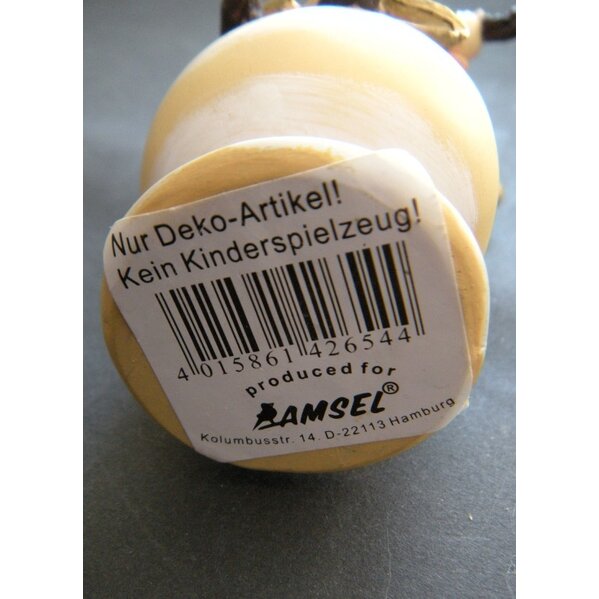 Nur Deko-Artikel!
Kein Kinderspielzeug!
4 015861 426544
produced for
AMSEL®
Kolumbusstr. 14. D-22113 Hamburg